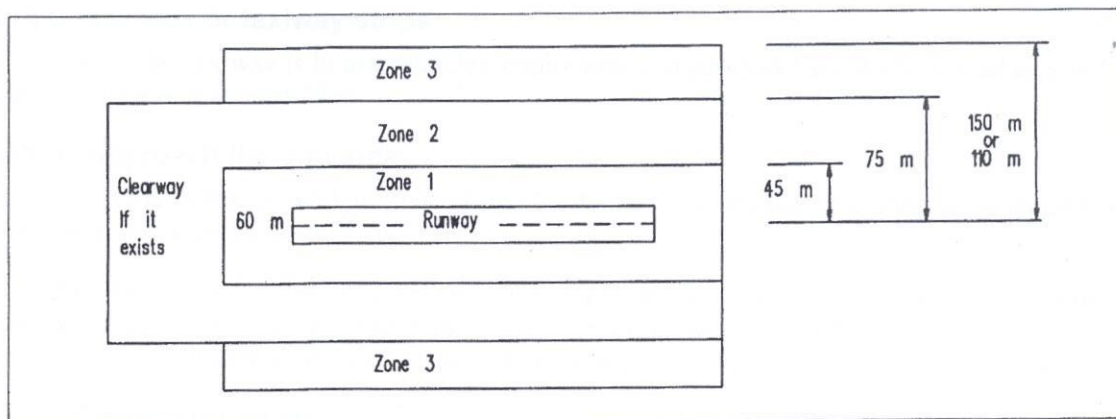 Zone 3
Zone 2
Zone 1
Clearway
If it
exists
60 m
Runway
Zone 3
45 m
75 m
150 m
or
110 m